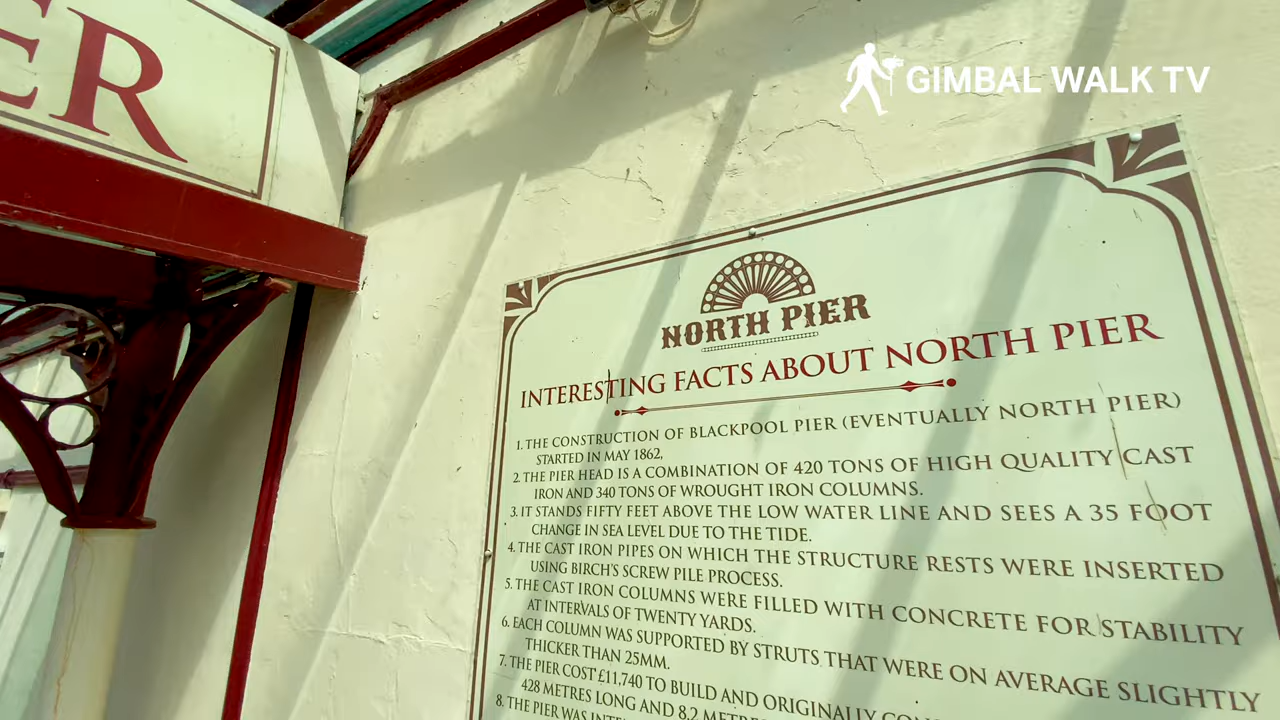 ER
GIMBAL WALK TV
NORTH PIER
INTERESTING FACTS ABOUT NORTH PIER
1. THE CONSTRUCTION OF BLACKPOOL PIER (EVENTUALLY NORTH PIER)
STARTED IN MAY 1862,
2. THE PIER HEAD IS A COMBINATION OF 420 TONS OF HIGH QUALITY CAST
IRON AND 340 TONS OF WROUGHT IRON COLUMNS.
3. IT STANDS FIFTY FEET ABOVE THE LOW WATER LINE AND SEES A 35 FOOT
CHANGE IN SEA LEVEL DUE TO THE TIDE.
4. THE CAST IRON PIPES ON WHICH THE STRUCTURE RESTS WERE INSERTED
USING BIRCH'S SCREW PILE PROCESS.
5. THE CAST IRON COLUMNS WERE FILLED WITH CONCRETE FOR STABILITY
AT INTERVALS OF TWENTY YARDS.
6. EACH COLUMN WAS SUPPORTED BY STRUTS THAT WERE ON AVERAGE SLIGHTLY
THICKER THAN 25MM.
7. THE PIER COST £11,740 TO BUILD AND ORIGINALLY
428 METRES LONG AND 8.2 METRES
8. THE PIER WAS